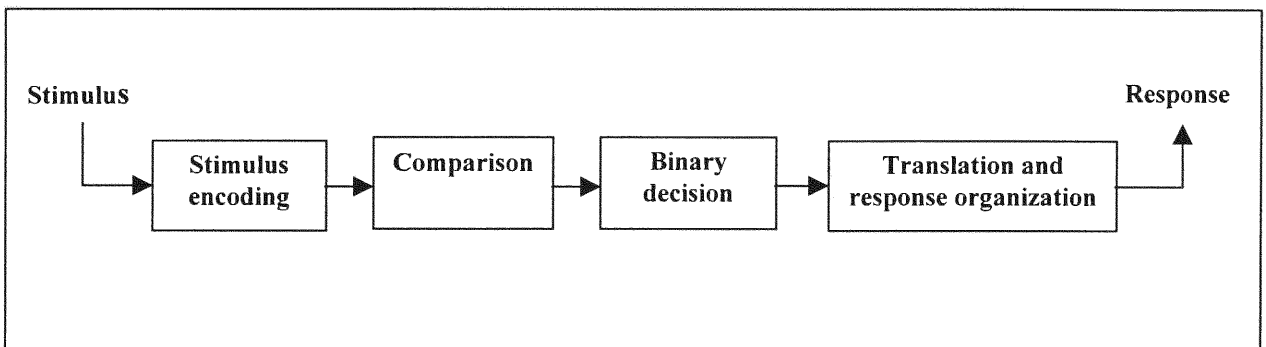 Stimulus
Response
Stimulus
encoding
Comparison
Binary
decision
Translation and
response organization